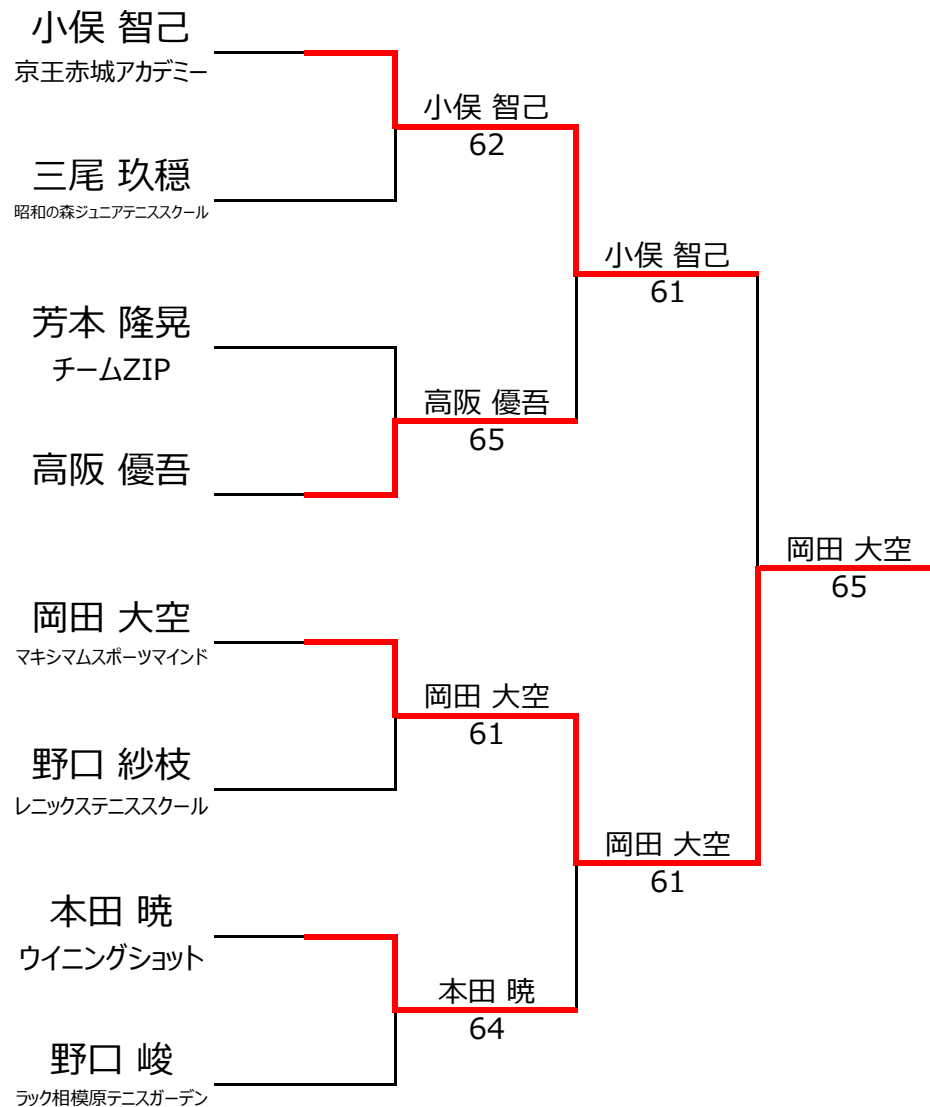 小俣 智己
京王赤城アカデミー
三尾 玖穏
昭和の森ジュニアテニススクール
芳本 隆晃
チームZIP
高阪 優吾
岡田 大空
マキシマムスポーツマインド
野口 紗枝
レニックステニススクール
本田 暁
ウイニングショット
野口 峻
ラック相模原テニスガーデン
小俣 智己
62
高阪 優吾
65
岡田 大空
61
本田 暁
64
小俣 智己
61
岡田 大空
61
岡田 大空
65